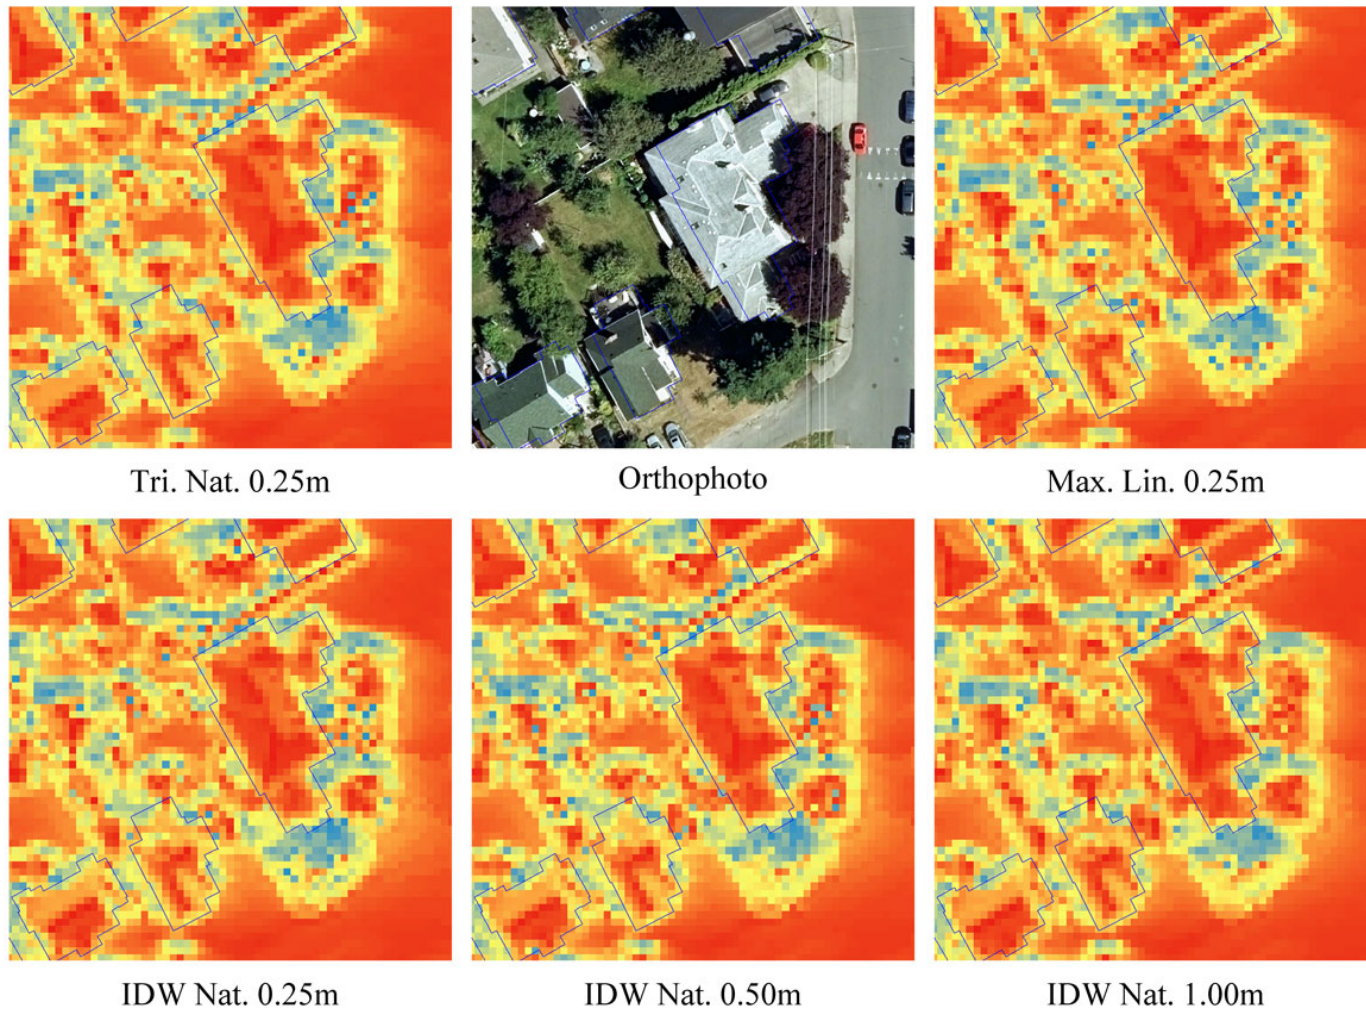 Tri. Nat. 0.25m
Orthophoto
Max. Lin. 0.25m
IDW Nat. 0.25m
IDW Nat. 0.50m
IDW Nat. 1.00m